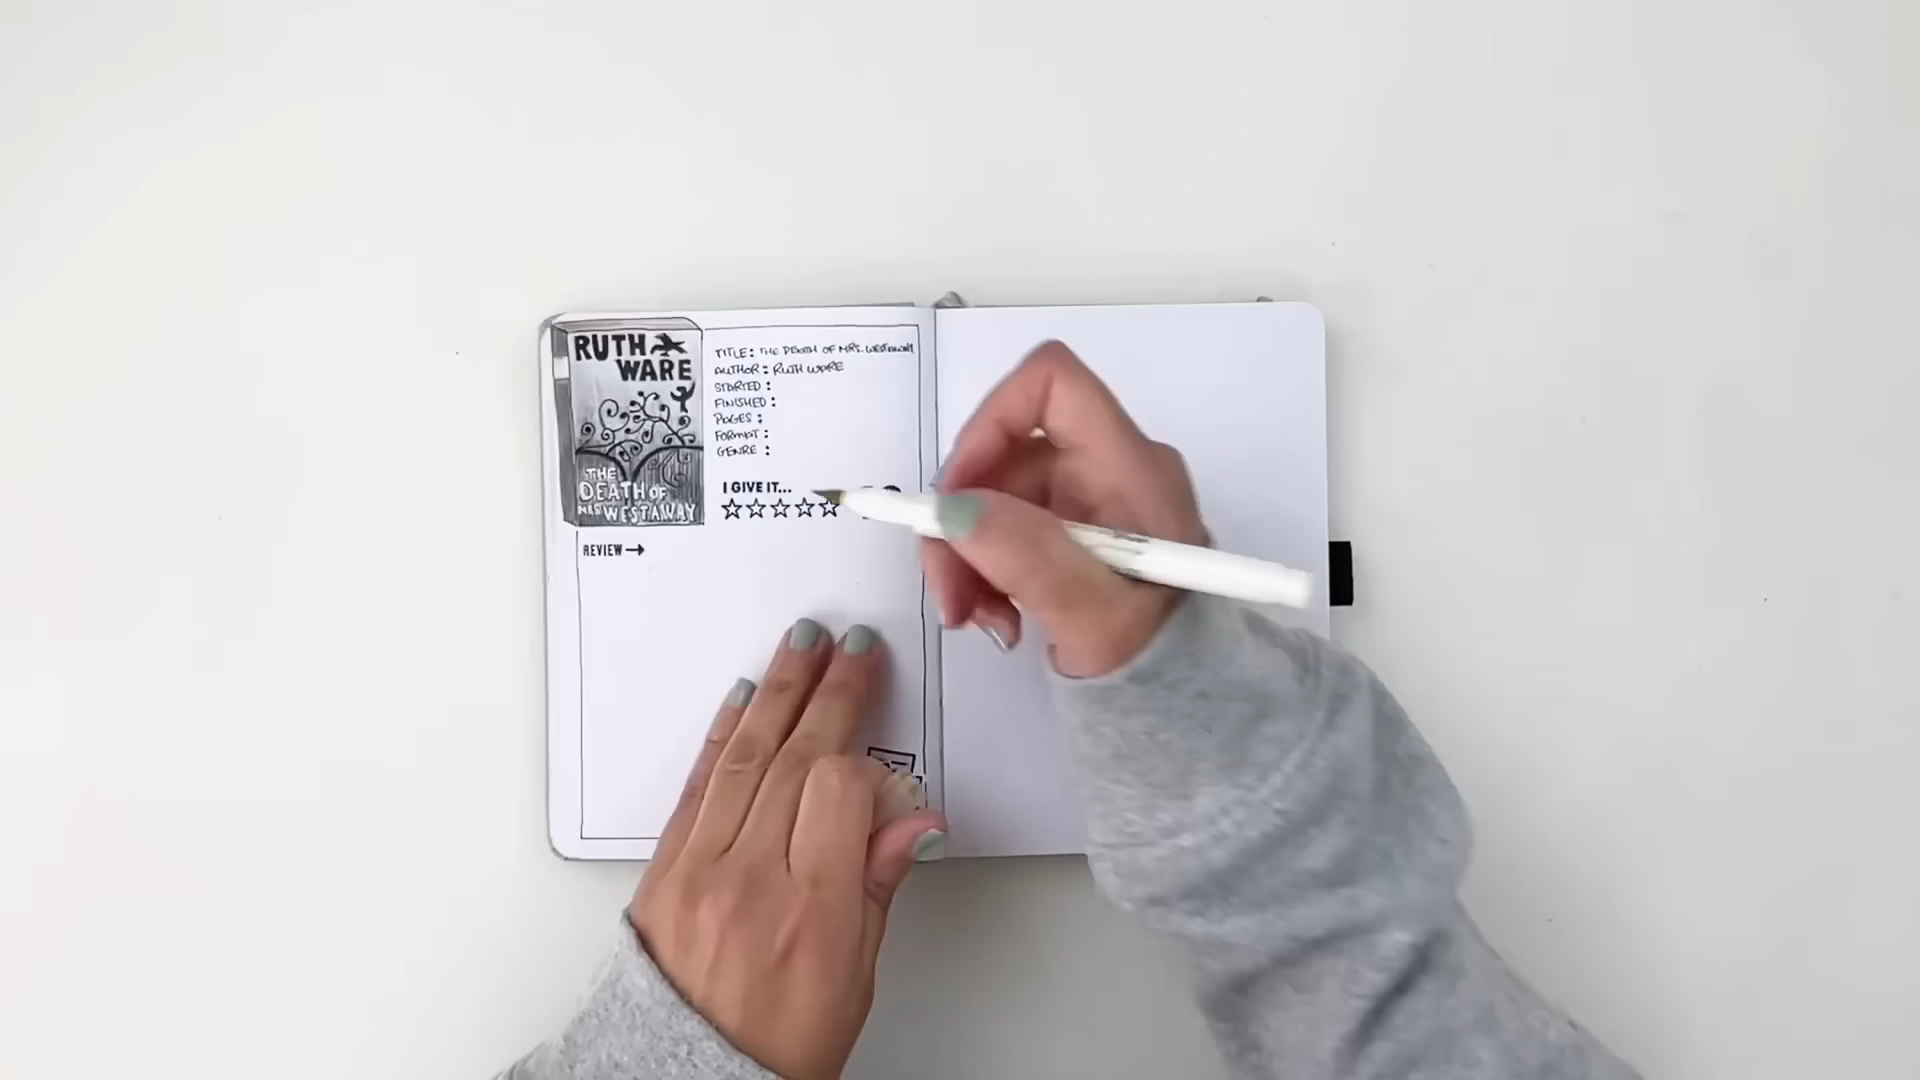 RUTH
WARE
THE
DEATH OF
MRS WESTAWAY
TITLE : THE DEATH OF MRS. WESTAWAY
AUTHOR : RUTH WARE
STARTED :
FINISHED :
PAGES :
FORMAT :
GENRE :
I GIVE IT...
REVIEW